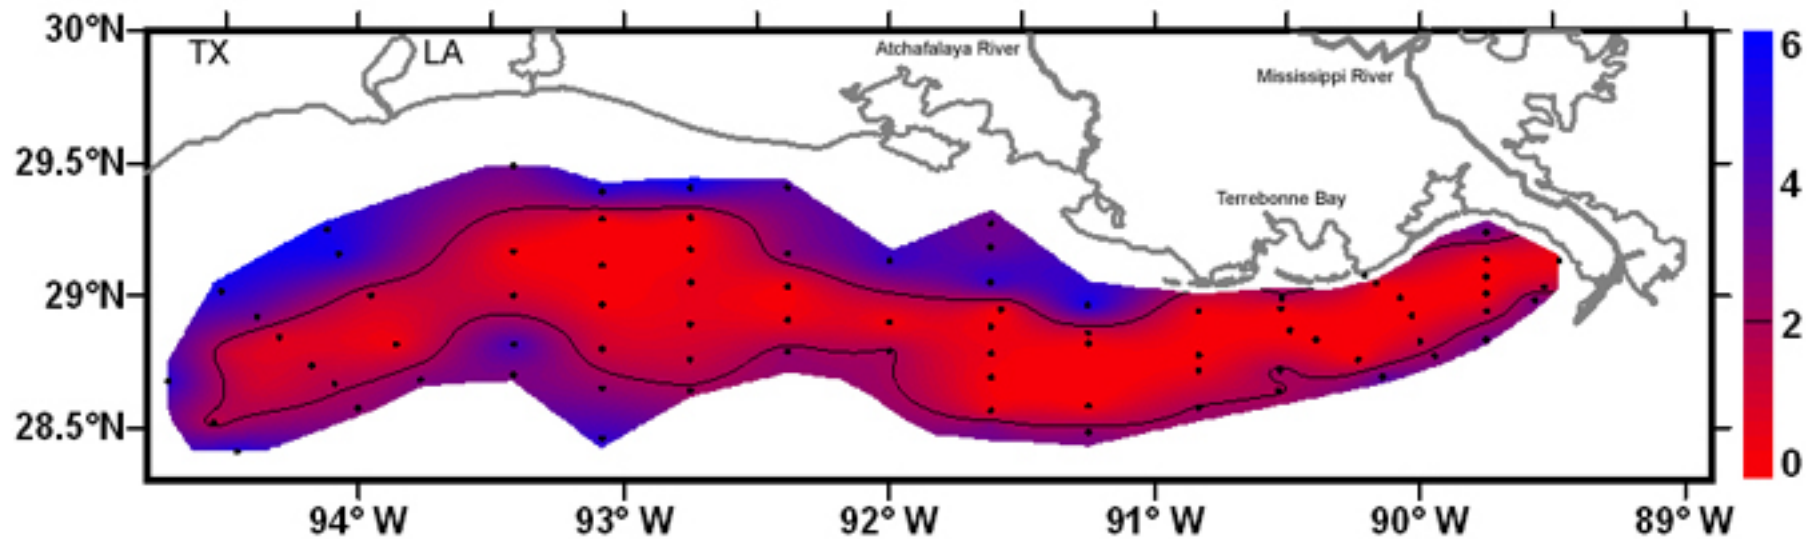 30°N
TX
LA
Atchafalaya River
Mississippi River
6
29.5°N
4
Terrebonne Bay
29°N
2
28.5°N
0
94° W
93° W
92° W
91° W
90° W
89° W